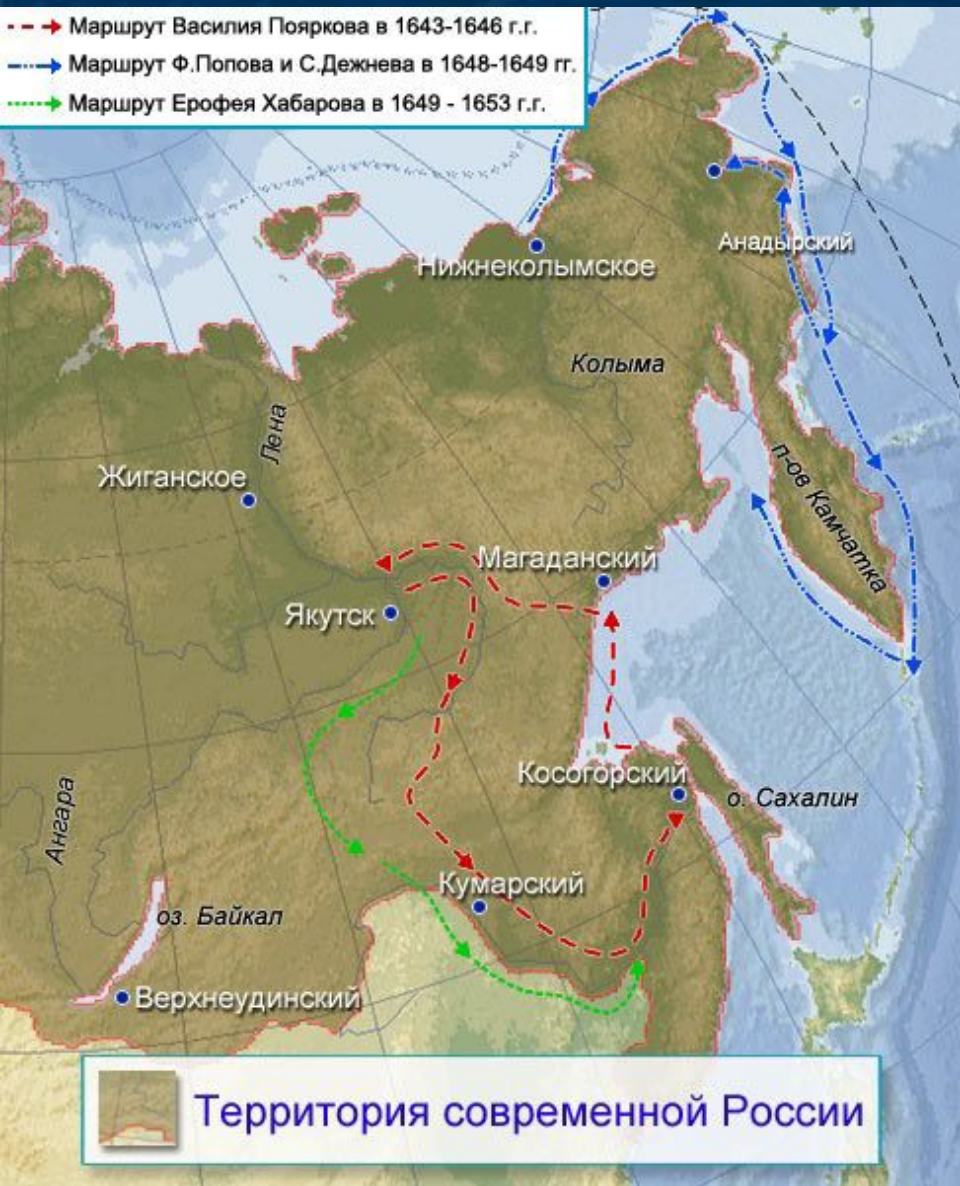 Маршрут Василия Пояркова в 1643-1646 г.г.
Маршрут Ф.Попова и С.Дежнева в 1648-1649 гг.
Маршрут Ерофея Хабарова в 1649 - 1653 г.г.
Анадырский
Нижнеколымское
Колыма
Лена
Жиганское
п-ов Камчатка
Магаданский
Якутск
Косогорский
о. Сахалин
Ангара
Кумарский
оз. Байкал
Верхнеудинский
Территория современной России